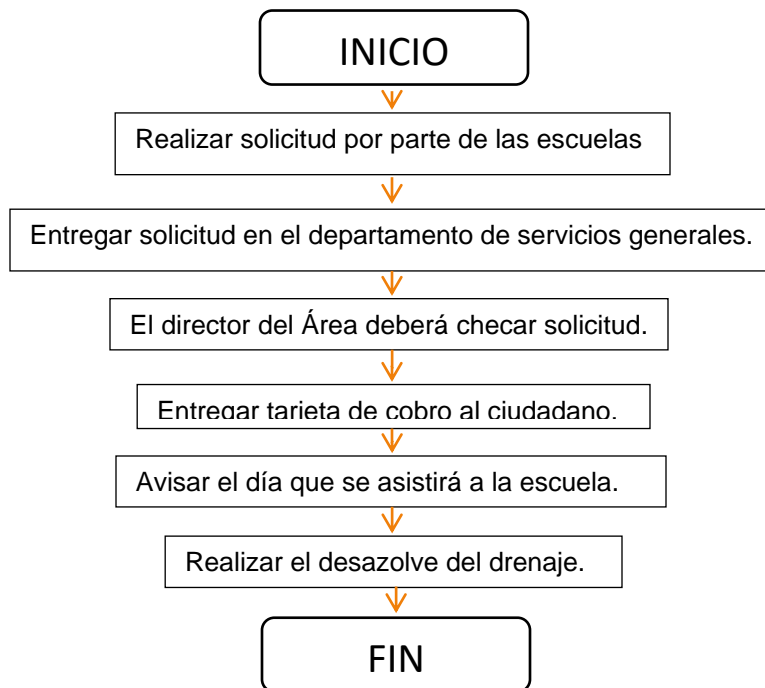 INICIO
Realizar solicitud por parte de las escuelas
Entregar solicitud en el departamento de servicios generales.
El director del Área deberá checar solicitud.
Entregar tarjeta de cobro al ciudadano.
Avisar el día que se asistirá a la escuela.
Realizar el desazolve del drenaje.
FIN